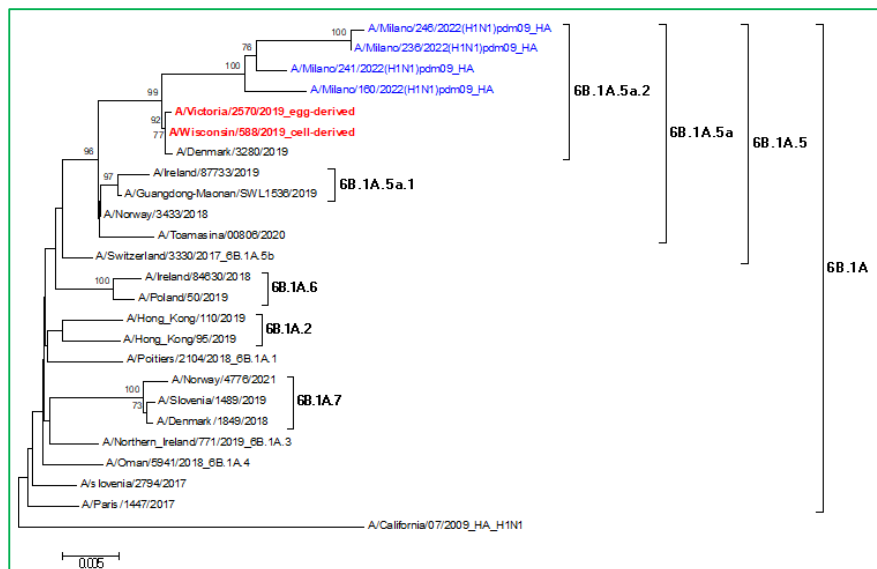 A/Milano/246/2022(H1N1)pdm09_HA
100
A/Milano/236/2022(H1N1)pdm09_HA
76
A/Milano/241/2022(H1N1)pdm09_HA
100
A/Milano/160/2022(H1N1)pdm09_HA
6B.1A.5a.2
99
A/Victoria/2570/2019_egg-derived
92
A/Wisconsin/588/2019_cell-derived
77
A/Denmark/3280/2019
6B.1A.5a
6B.1A.5
96
A/Ireland/87733/2019
97
6B.1A.5a.1
A/Guangdong-Maonan/SWL1536/2019
A/Norway/3433/2018
A/Toamasina/00806/2020
A/Switzerland/3330/2017_6B.1A.5b
6B.1A
A/Ireland/84630/2018
100
6B.1A.6
A/Poland/50/2019
A/Hong_Kong/110/2019
6B.1A.2
A/Hong_Kong/95/2019
A/Poitiers/2104/2018_6B.1A.1
A/Norway/4776/2021
100
A/Slovenia/1489/2019
6B.1A.7
73
A/Denmark/1849/2018
A/Northern_Ireland/771/2019_6B.1A.3
A/Oman/5941/2018_6B.1A.4
A/slovenia/2794/2017
A/Paris/1447/2017
A/California/07/2009_HA_H1N1
0.005